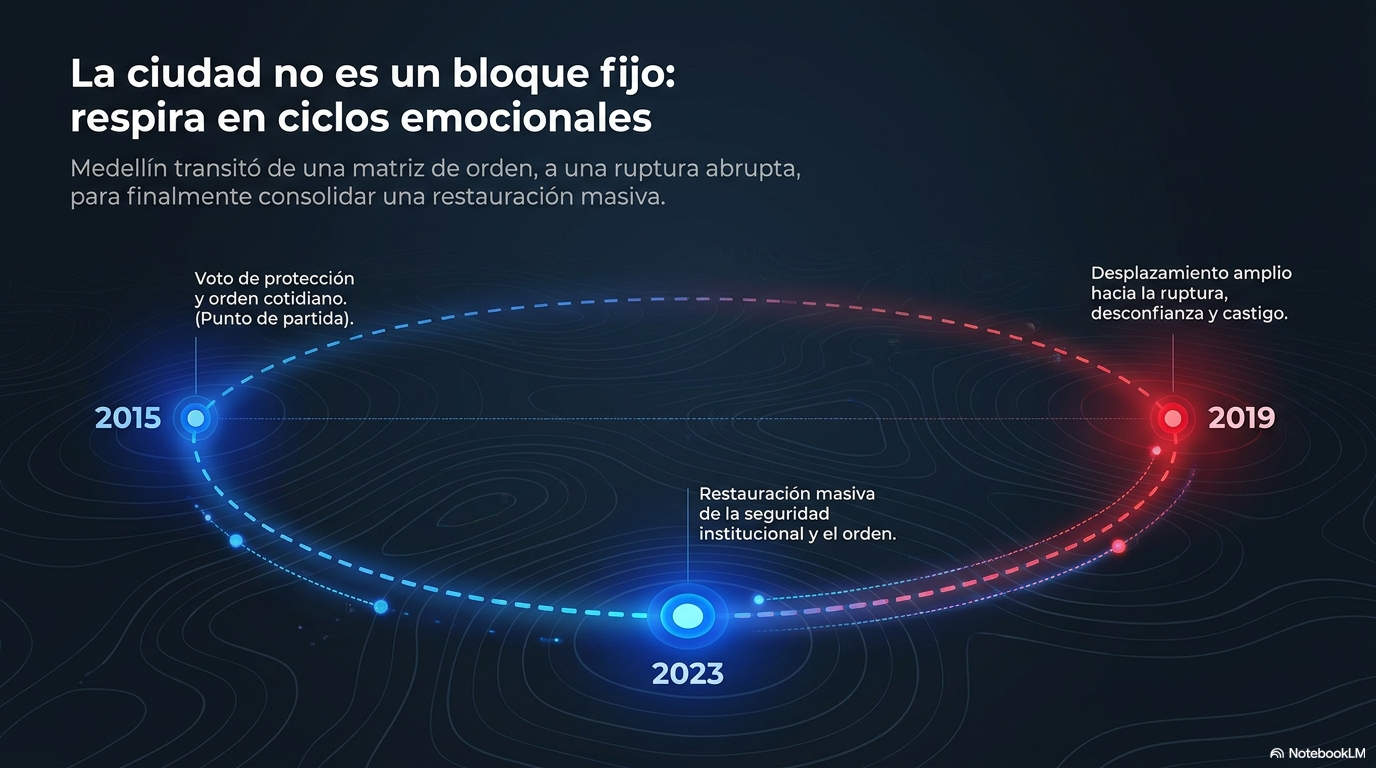 La ciudad no es un bloque fijo:
respira en ciclos emocionales
Medellín transitó de una matriz de orden, a una ruptura abrupta,
para finalmente consolidar una restauración masiva.
Voto de protección
y orden cotidiano.
(Punto de partida).
2015
Desplazamiento amplio
hacia la ruptura,
desconfianza y castigo.
2019
Restauración masiva
de la seguridad
institucional y el orden.
2023
NotebookLM